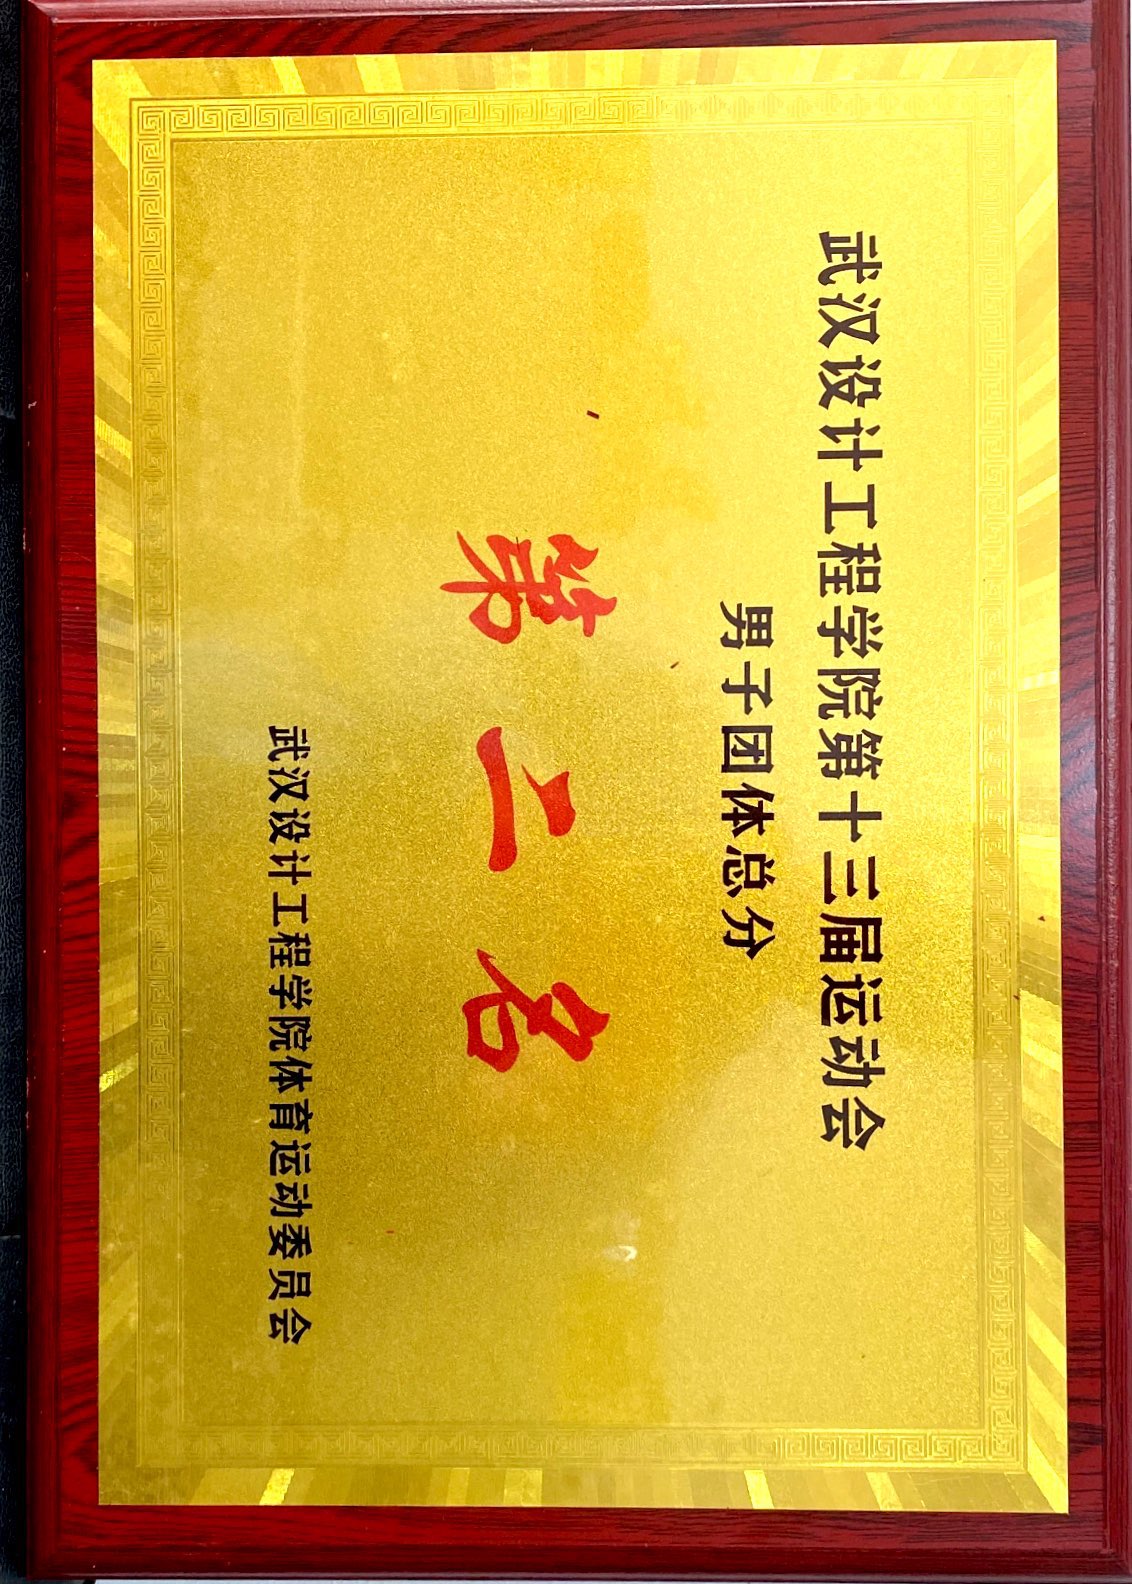 武汉设计工程学院第十三届运动会
男子团体总分
第二名
武汉设计工程学院体育运动委员会